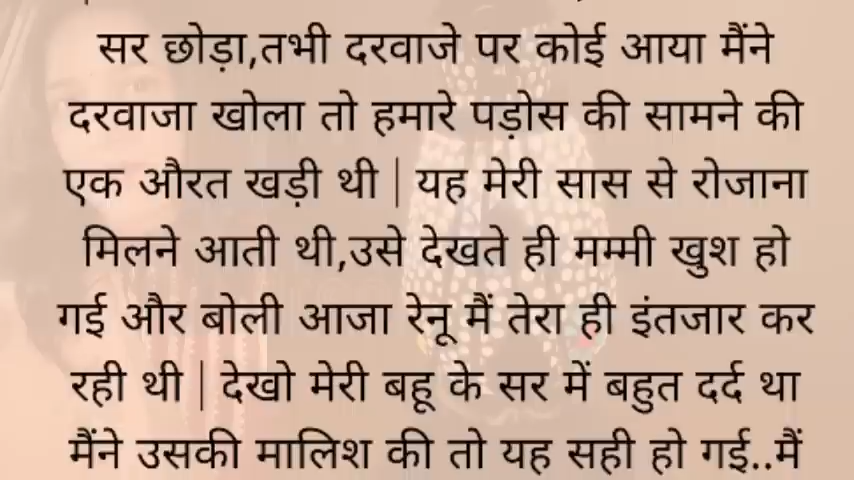 सर छोड़ा,तभी दरवाजे पर कोई आया मैंने
दरवाजा खोला तो हमारे पड़ोस की सामने की
एक औरत खड़ी थी | यह मेरी सास से रोजाना
मिलने आती थी,उसे देखते ही मम्मी खुश हो
गई और बोली आजा रेनू मैं तेरा ही इंतजार कर
रही थी | देखो मेरी बहू के सर में बहुत दर्द था
मैंने उसकी मालिश की तो यह सही हो गई..मैं